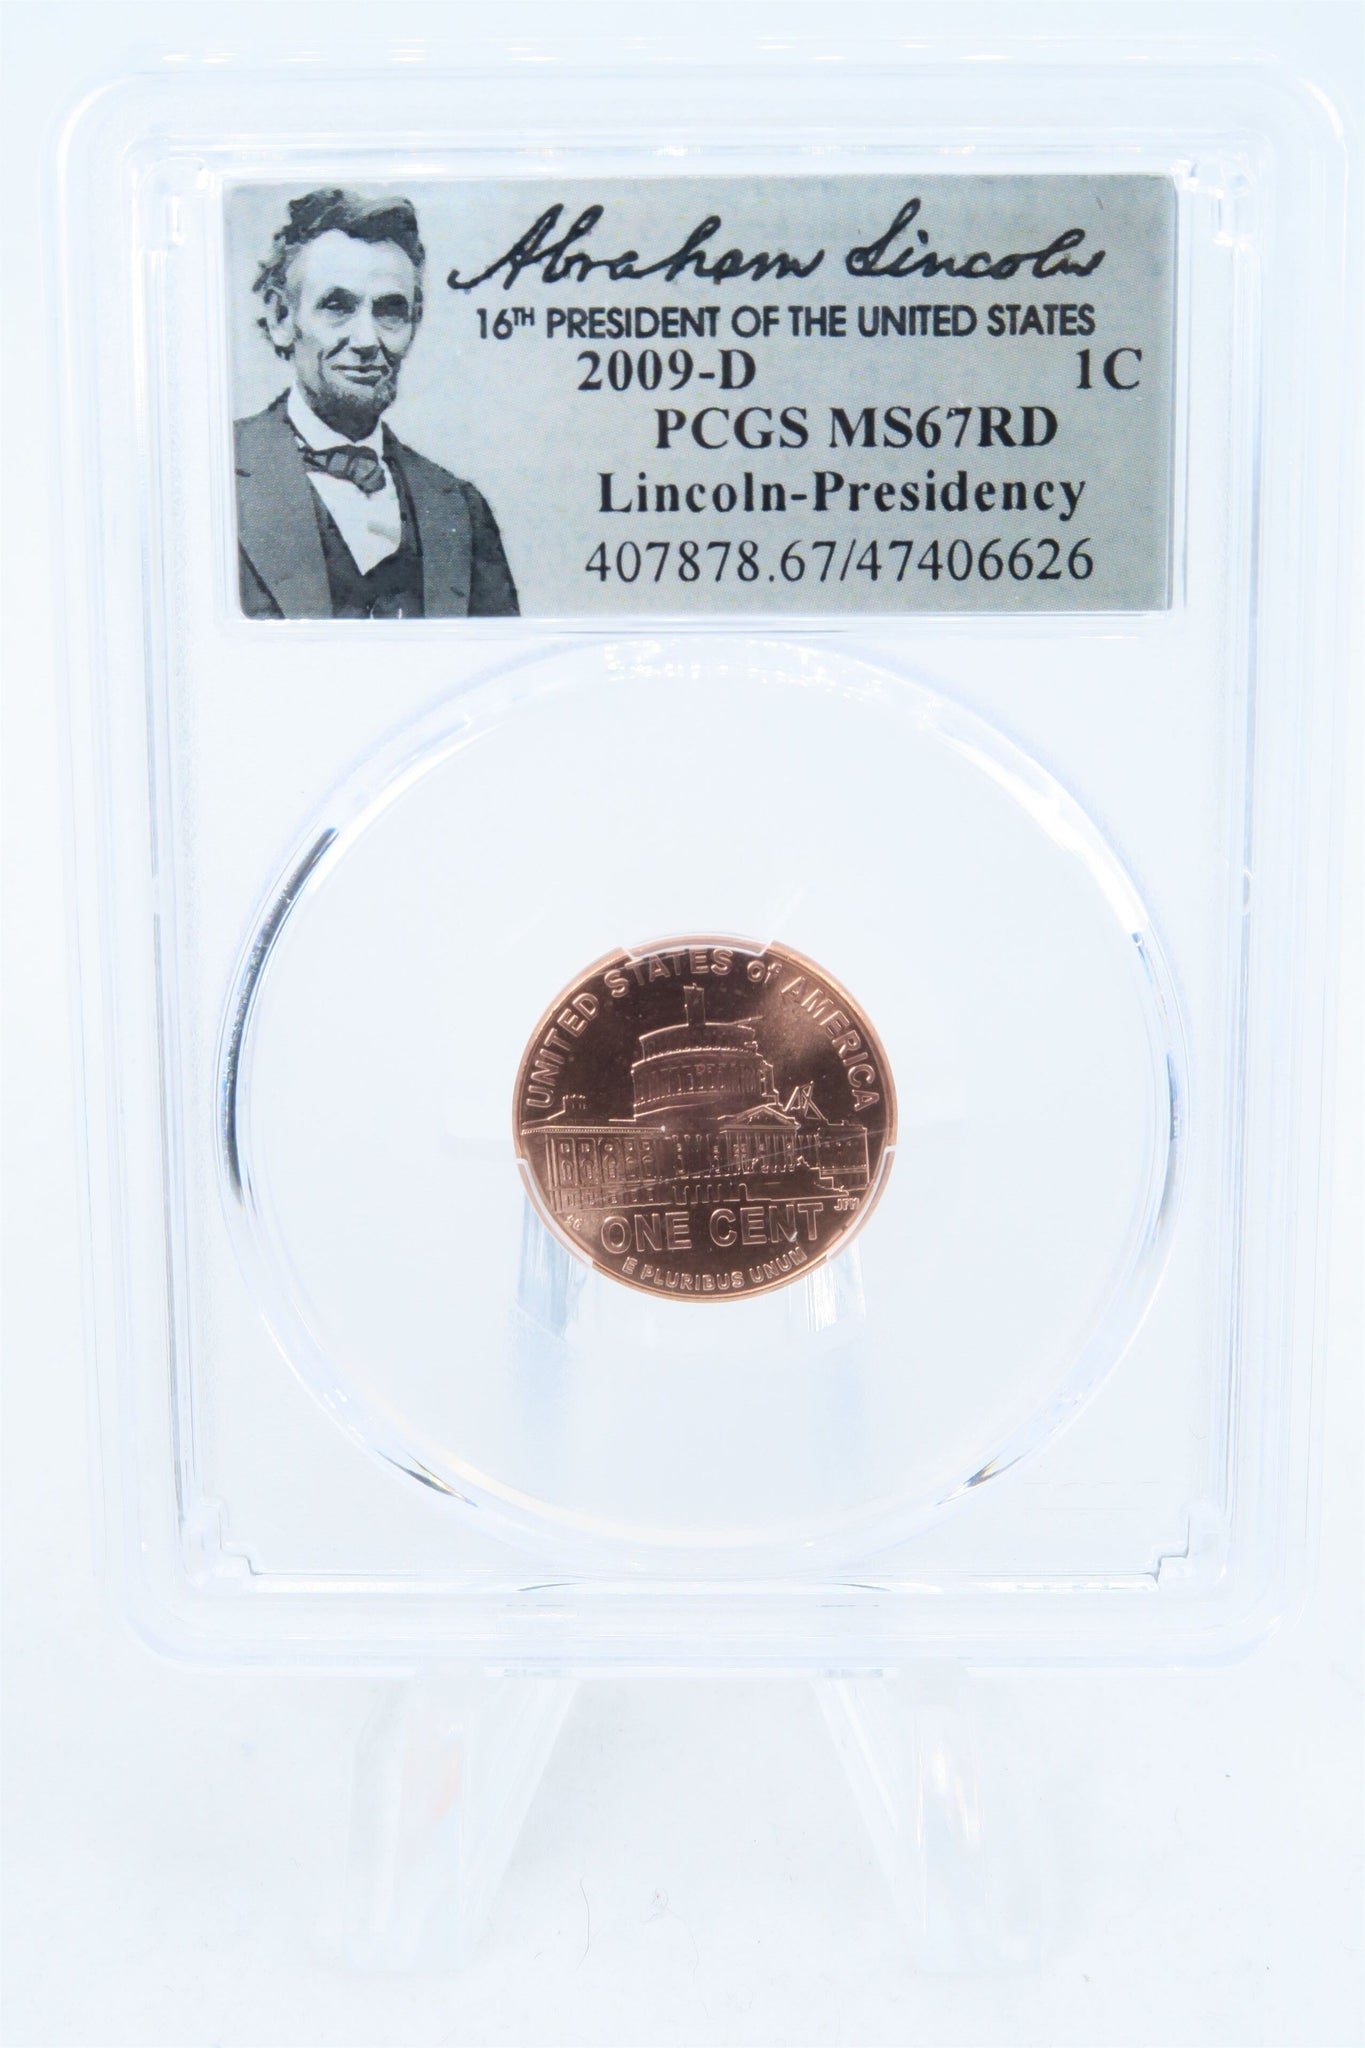 Abraham Lincoln
16TH PRESIDENT OF THE UNITED STATES
2009-D 1C
PCGS MS67RD
Lincoln-Presidency
407878.67/47406626
UNITED STATES of AMERICA
JFM
ONE CENT
E PLURIBUS UNUM